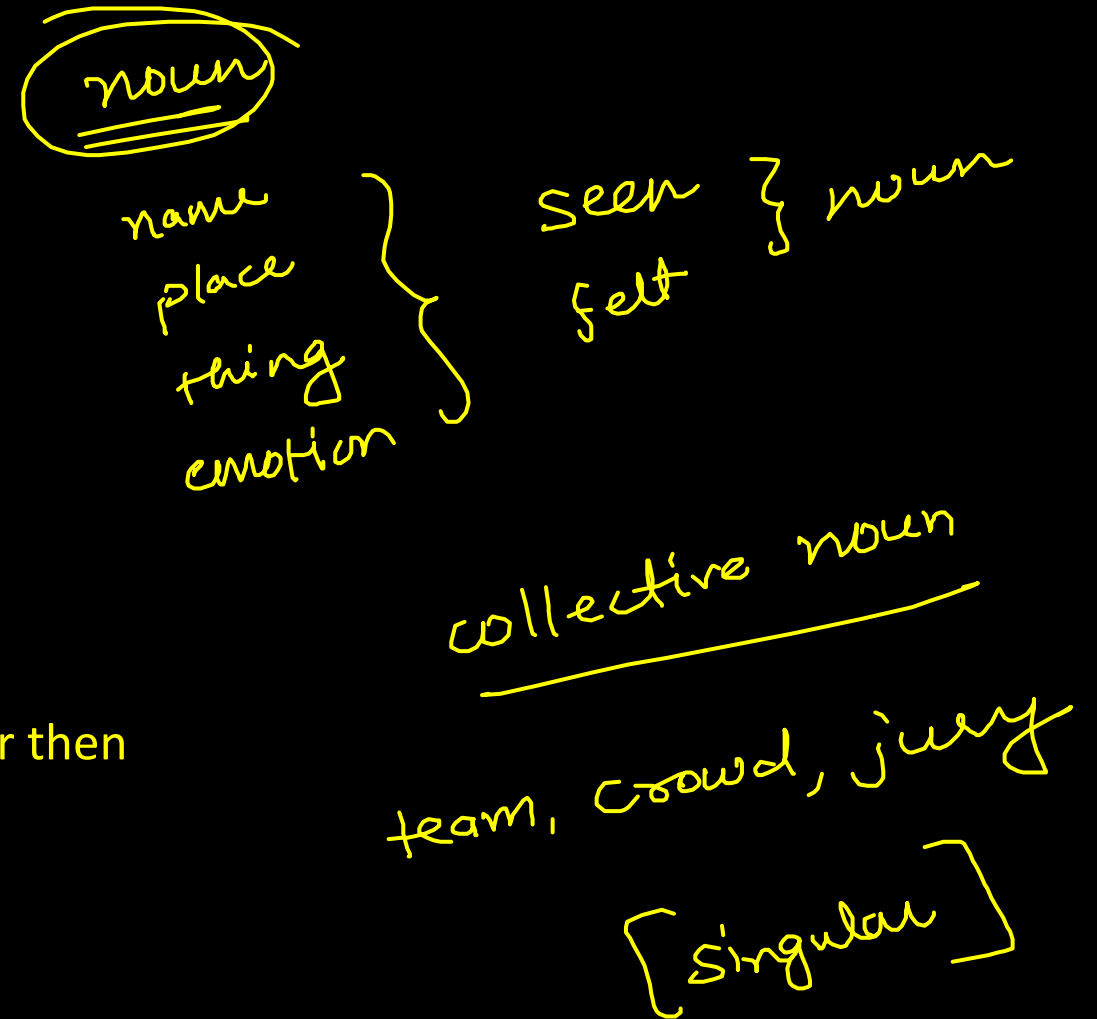 noun
name
place
thing
emotion
seen } noun
felt
collective noun
r then
team, crowd, jury
[singular]